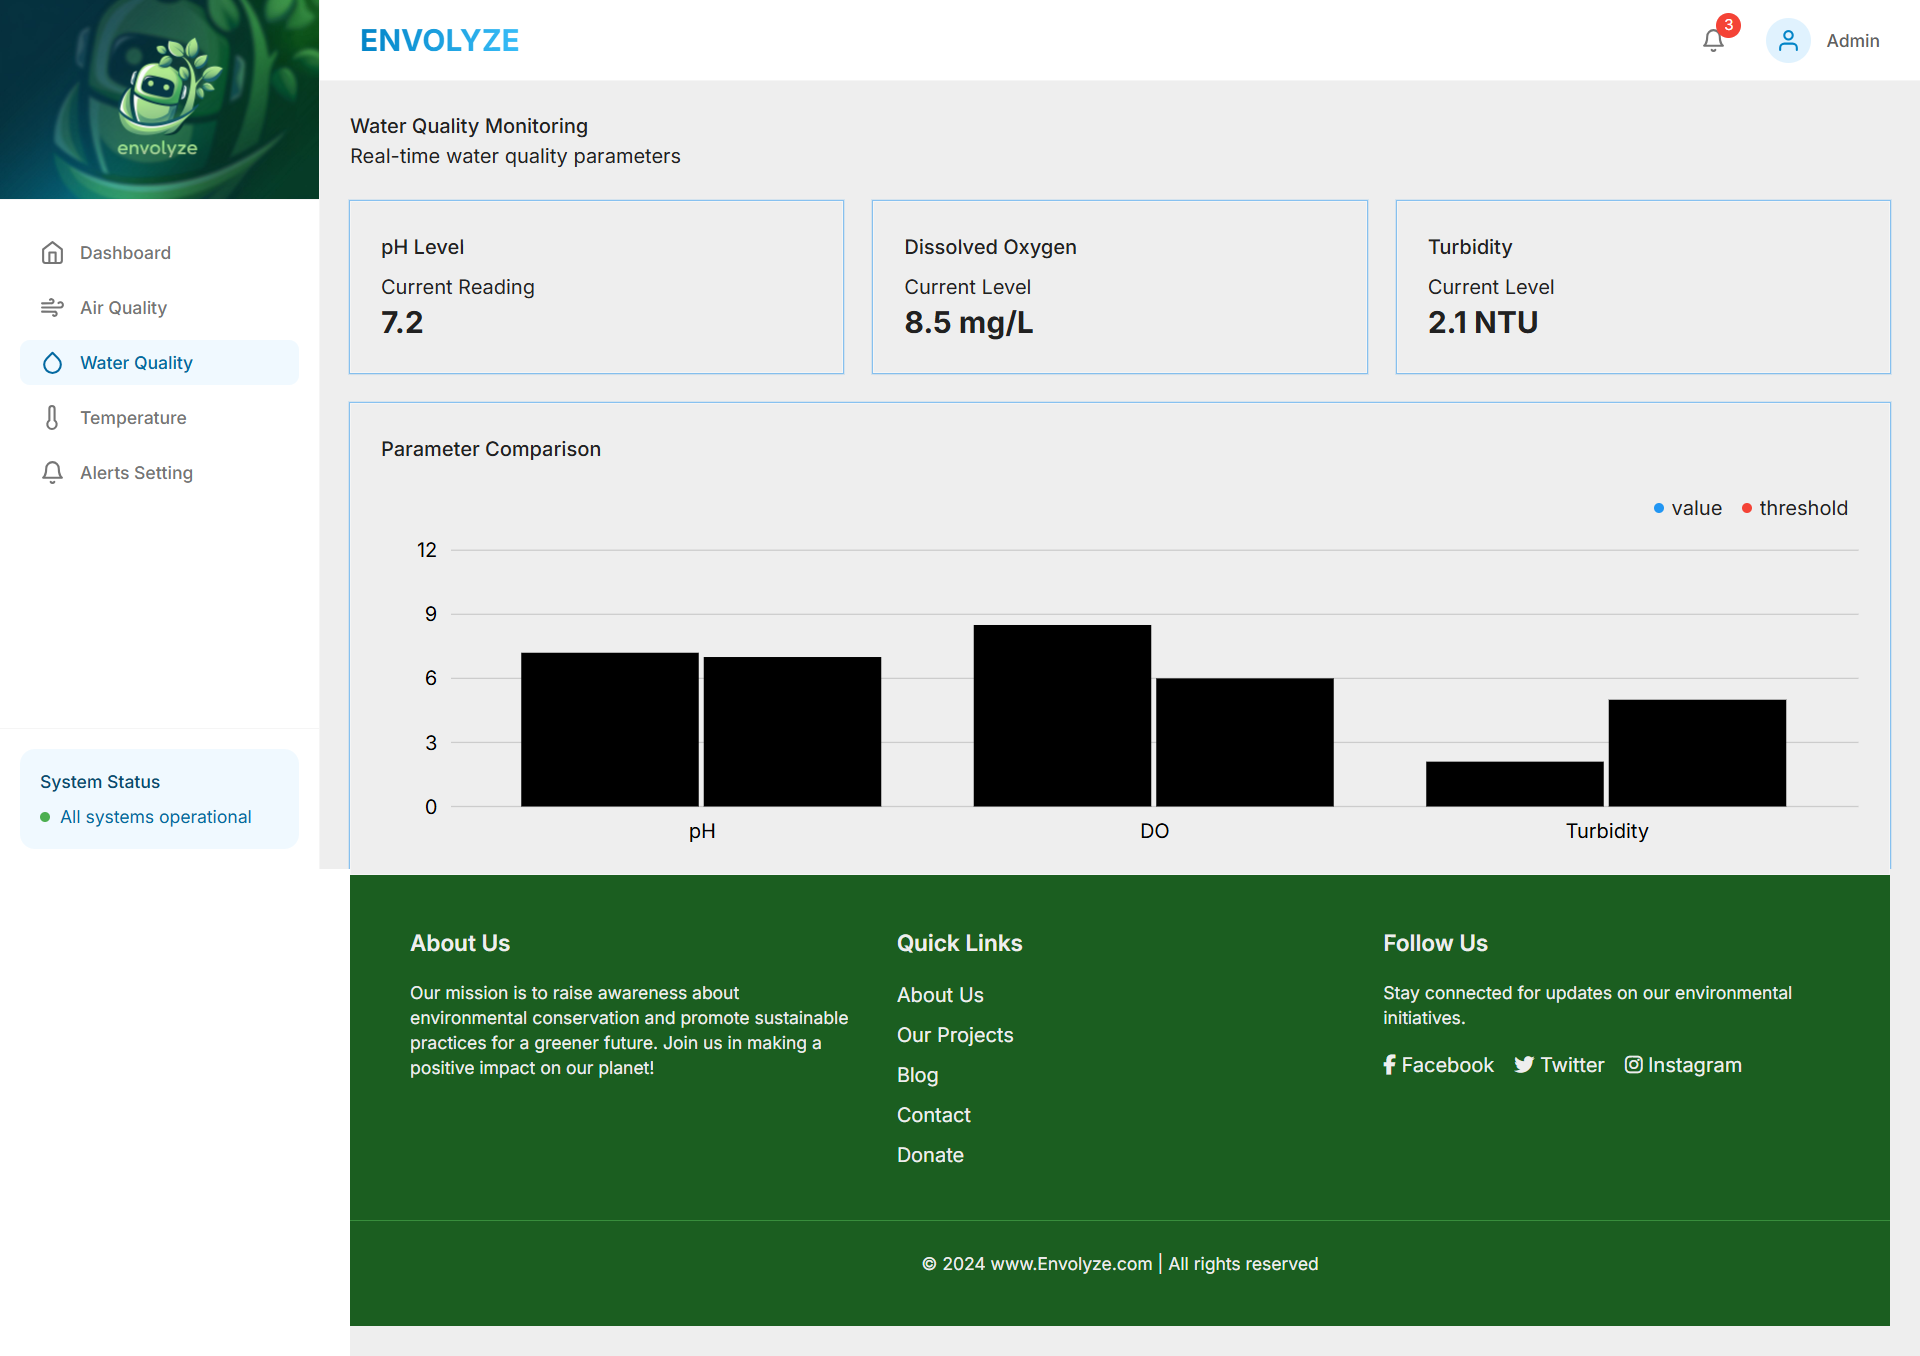 envolyze
ENVOLYZE
3
Admin
Dashboard
Air Quality
Water Quality
Temperature
Alerts Setting
System Status
All systems operational
Water Quality Monitoring
Real-time water quality parameters
pH Level
Current Reading
7.2
Dissolved Oxygen
Current Level
8.5 mg/L
Turbidity
Current Level
2.1 NTU
Parameter Comparison
value
threshold
12
9
6
3
0
pH
DO
Turbidity
About Us
Our mission is to raise awareness about
environmental conservation and promote sustainable
practices for a greener future. Join us in making a
positive impact on our planet!
Quick Links
About Us
Our Projects
Blog
Contact
Donate
Follow Us
Stay connected for updates on our environmental
initiatives.
Facebook Twitter Instagram
© 2024 www.Envolyze.com | All rights reserved